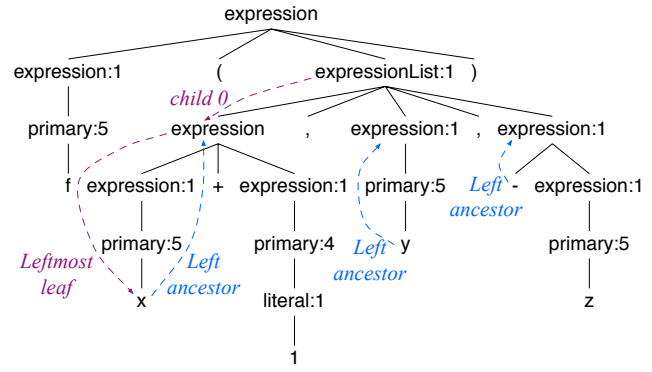 expression
expression:1 ( expressionList:1 )
child 0
primary:5 expression , expression:1 , expression:1
f expression:1 + expression:1 primary:5 - expression:1
Left
ancestor
primary:5 primary:4 y primary:5
Leftmost
leaf
Left
ancestor
Left
ancestor
x literal:1 z
1